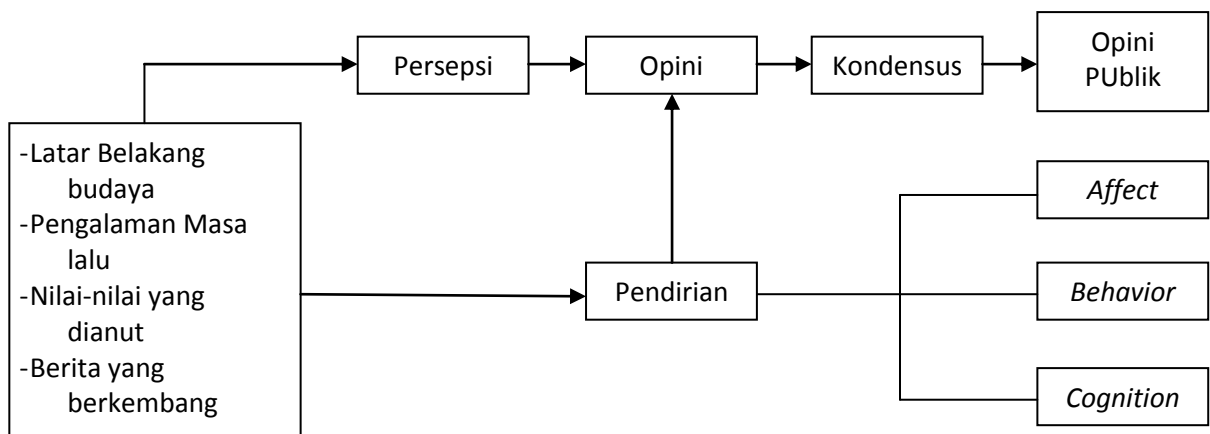 Persepsi
Opini
Kondensus
Opini
PUblik
-Latar Belakang
budaya
-Pengalaman Masa
lalu
-Nilai-nilai yang
dianut
-Berita yang
berkembang
Pendirian
Affect
Behavior
Cognition